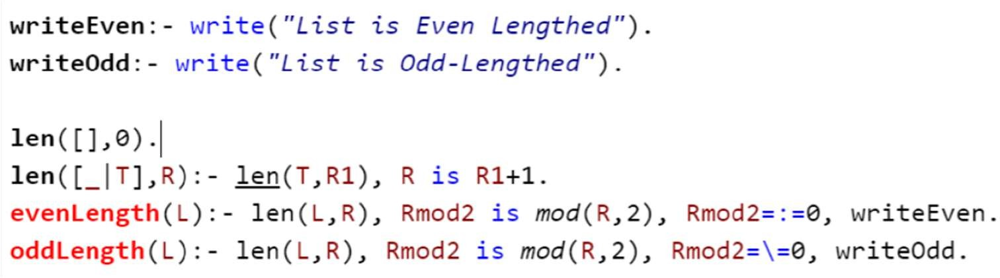 writeEven:- write("List is Even Lengthed").
writeOdd:- write("List is Odd-Lengthed").
len([],0).
len([_|T],R):- len(T,R1), R is R1+1.
evenLength(L):- len(L,R), Rmod2 is mod(R,2), Rmod2=:=0, writeEven.
oddLength(L):- len(L,R), Rmod2 is mod(R,2), Rmod2=\=0, writeOdd.